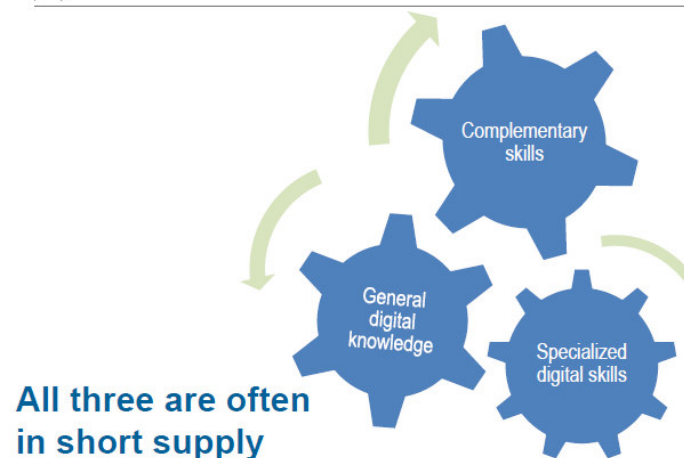 Complementary
skills
General
digital
knowledge
Specialized
digital skills
All three are often
in short supply